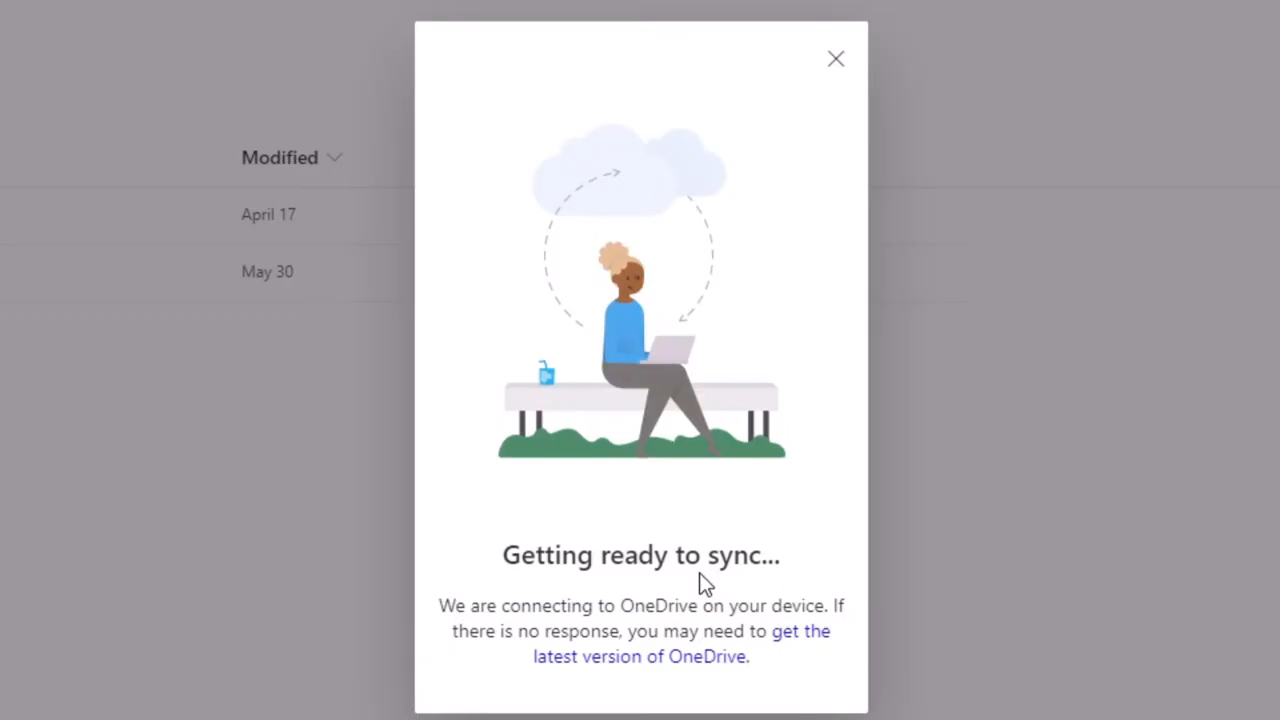 Modified
April 17
May 30
Getting ready to sync...
We are connecting to OneDrive on your device. If
there is no response, you may need to get the
latest version of OneDrive.